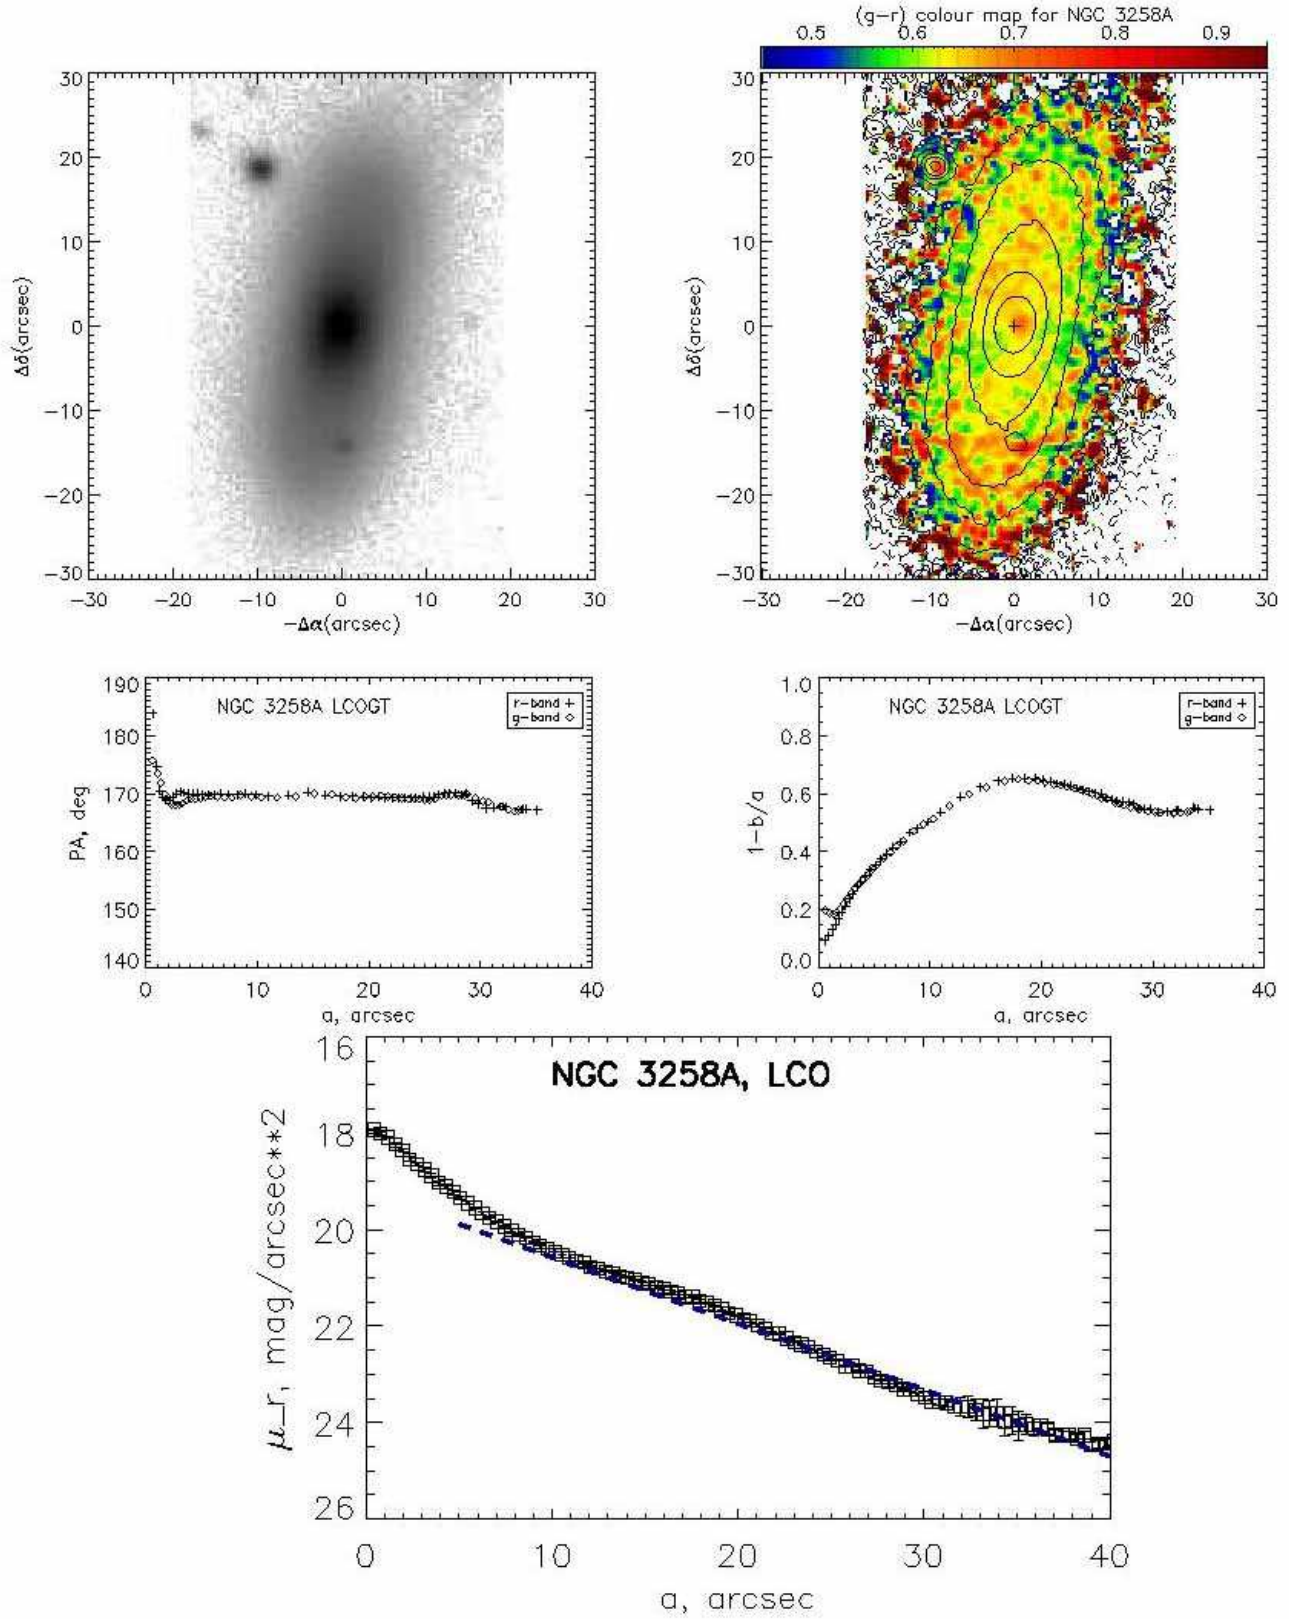 (g-r) colour map for NGC 3258A
0.5 0.6 0.7 0.8 0.9
30
20
10
0
-10
-20
-30
Δδ(arcsec)
-30 -20 -10 0 10 20 30
-Δα(arcsec)
30
20
10
0
-10
-20
-30
Δδ(arcsec)
-30 -20 -10 0 10 20 30
-Δα(arcsec)
NGC 3258A LCOGT
r-band +
g-band ◇
190
180
170
160
150
140
PA, deg
0 10 20 30 40
a, arcsec
NGC 3258A LCOGT
r-band +
g-band ◇
1.0
0.8
0.6
0.4
0.2
0.0
1-b/a
0 10 20 30 40
a, arcsec
NGC 3258A, LCO
16
18
20
22
24
26
μ_r, mag/arcsec**2
0 10 20 30 40
a, arcsec